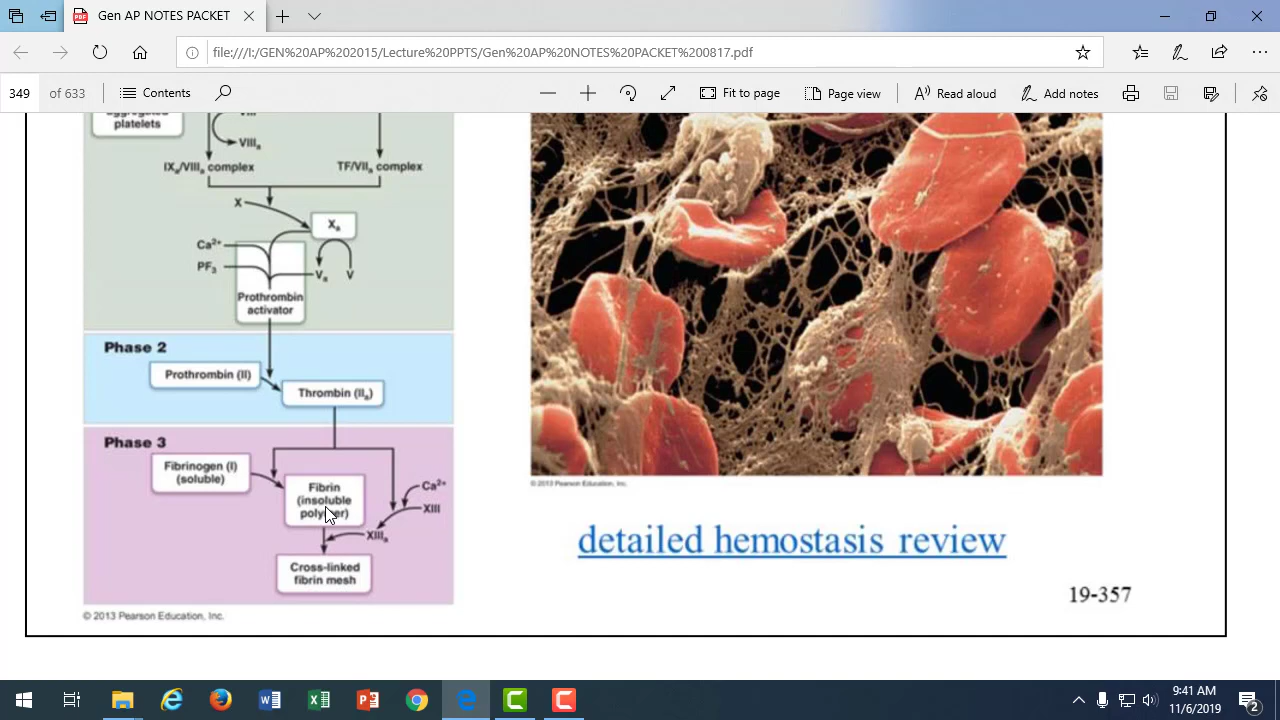 PDF Gen AP NOTES PACKET
file:///I:/GEN%20AP%202015/Lecture%20PPTS/Gen%20AP%20NOTES%20PACKET%200817.pdf
349 of 633 Contents Fit to page Page view Read aloud Add notes
platelets
VIIIₐ
IXₐ/VIIIₐ complex TF/VIIₐ complex
X
Xₐ
Ca²⁺
PF₃
Vₐ V
Prothrombin
activator
Phase 2
Prothrombin (II)
Thrombin (IIₐ)
Phase 3
Fibrinogen (I)
(soluble)
Fibrin
(insoluble
polymer)
Ca²⁺
XIII
XIIIₐ
Cross-linked
fibrin mesh
© 2013 Pearson Education, Inc.
© 2013 Pearson Education, Inc.
detailed hemostasis review
19-357
9:41 AM
11/6/2019
2